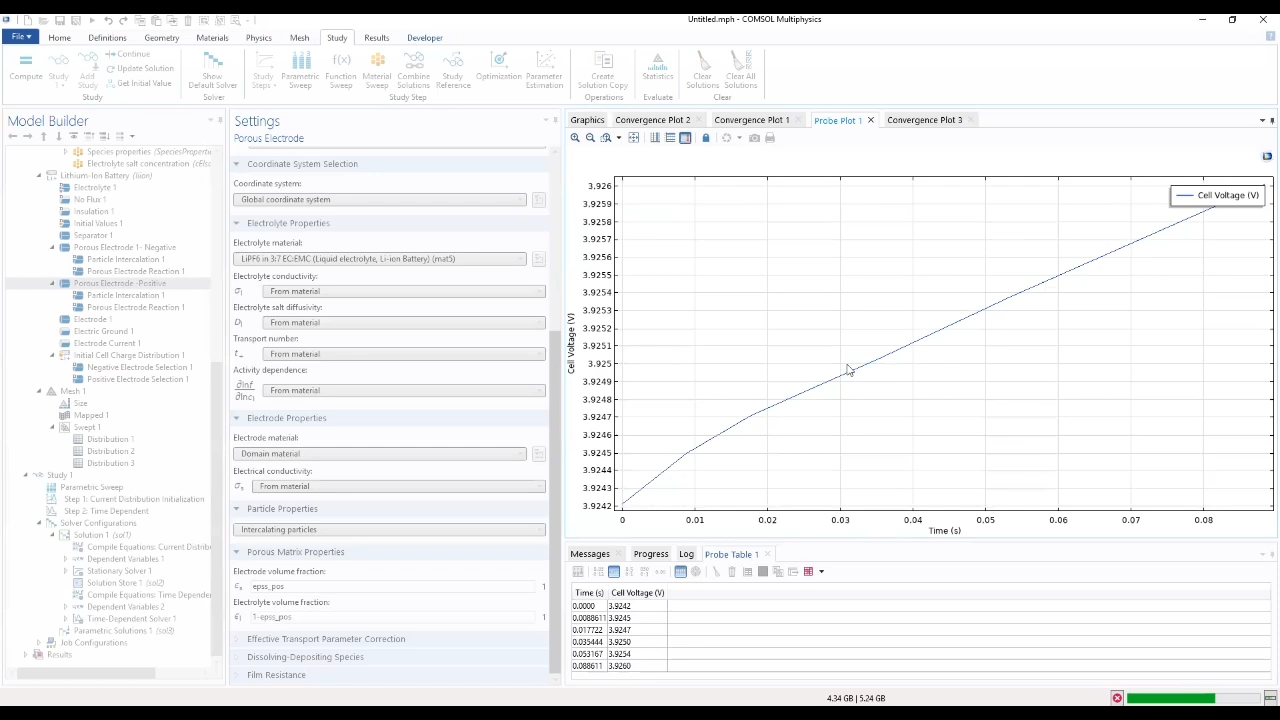 Untitled.mph - COMSOL Multiphysics
File ▾ Home Definitions Geometry Materials Physics Mesh Study Results Developer
Compute
Study 1
Add Study
Continue
Update Solution
Get Initial Value
Study
Show Default Solver
Solver
Study Steps
Parametric Sweep
Function Sweep
Material Sweep
Combine Solutions
Study Reference
Study Step
Optimization
Parameter Estimation
Create Solution Copy
Operations
Statistics
Evaluate
Clear Solutions
Clear All Solutions
Clear
Model Builder
Species properties (SpeciesProperti
Electrolyte salt concentration (cElsc
Lithium-Ion Battery (liion)
Electrolyte 1
No Flux 1
Insulation 1
Initial Values 1
Separator 1
Porous Electrode 1- Negative
Particle Intercalation 1
Porous Electrode Reaction 1
Porous Electrode -Positive
Particle Intercalation 1
Porous Electrode Reaction 1
Electrode 1
Electric Ground 1
Electrode Current 1
Initial Cell Charge Distribution 1
Negative Electrode Selection 1
Positive Electrode Selection 1
Mesh 1
Size
Mapped 1
Swept 1
Distribution 1
Distribution 2
Distribution 3
Study 1
Parametric Sweep
Step 1: Current Distribution Initialization
Step 2: Time Dependent
Solver Configurations
Solution 1 (sol1)
Compile Equations: Current Distribu
Dependent Variables 1
Stationary Solver 1
Solution Store 1 (sol2)
Compile Equations: Time Depender
Dependent Variables 2
Time-Dependent Solver 1
Parametric Solutions 1 (sol3)
Job Configurations
Results
Settings
Porous Electrode
Coordinate System Selection
Coordinate system:
Global coordinate system
Electrolyte Properties
Electrolyte material:
LiPF6 in 3:7 EC:EMC (Liquid electrolyte, Li-ion Battery) (mat5)
Electrolyte conductivity:
σl From material
Electrolyte salt diffusivity:
Dl From material
Transport number:
t+ From material
Activity dependence:
∂lnf
∂lncl From material
Electrode Properties
Electrode material:
Domain material
Electrical conductivity:
σs From material
Particle Properties
Intercalating particles
Porous Matrix Properties
Electrode volume fraction:
εs epss_pos 1
Electrolyte volume fraction:
εl 1-epss_pos 1
Effective Transport Parameter Correction
Dissolving-Depositing Species
Film Resistance
Graphics Convergence Plot 2 Convergence Plot 1 Probe Plot 1 Convergence Plot 3
Cell Voltage (V)
3.926
3.9259
3.9258
3.9257
3.9256
3.9255
3.9254
3.9253
3.9252
3.9251
3.925
3.9249
3.9248
3.9247
3.9246
3.9245
3.9244
3.9243
3.9242
Cell Voltage (V)
0 0.01 0.02 0.03 0.04 0.05 0.06 0.07 0.08
Time (s)
Messages Progress Log Probe Table 1
Time (s) Cell Voltage (V)
0.0000 3.9242
0.0088611 3.9245
0.017722 3.9247
0.035444 3.9250
0.053167 3.9254
0.088611 3.9260
4.34 GB | 5.24 GB